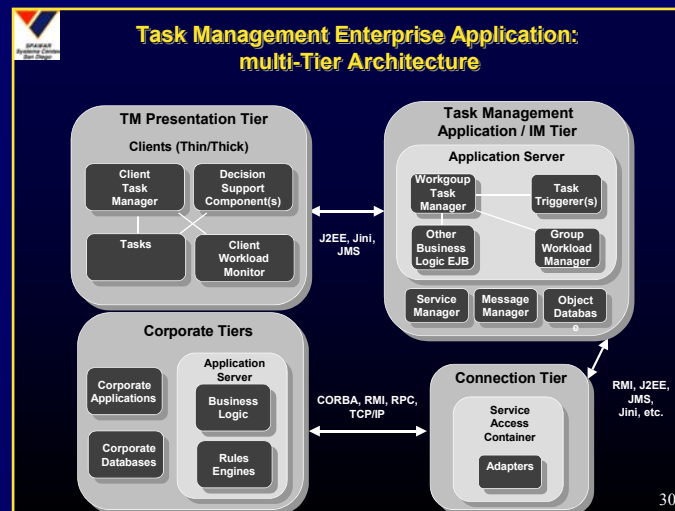 SPAWAR
Systems Center
San Diego
Task Management Enterprise Application:
multi-Tier Architecture
TM Presentation Tier
Clients (Thin/Thick)
Client
Task
Manager
Decision
Support
Component(s)
Tasks
Client
Workload
Monitor
J2EE, Jini,
JMS
Task Management
Application / IM Tier
Application Server
Workgoup
Task
Manager
Task
Triggerer(s)
Other
Business
Logic EJB
Group
Workload
Manager
Service
Manager
Message
Manager
Object
Databas
e
Corporate Tiers
Corporate
Applications
Corporate
Databases
Application
Server
Business
Logic
Rules
Engines
CORBA, RMI, RPC,
TCP/IP
Connection Tier
Service
Access
Container
Adapters
RMI, J2EE,
JMS,
Jini, etc.
30